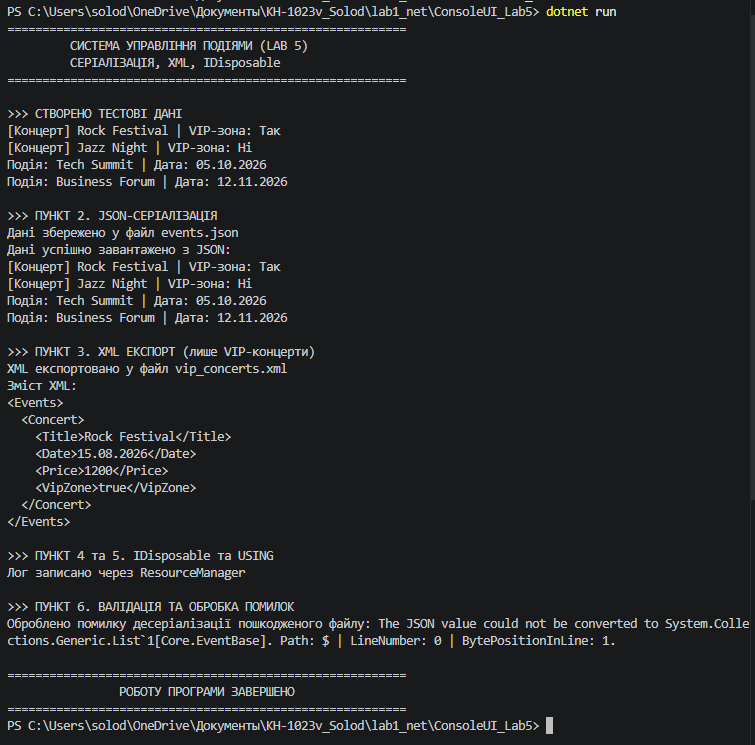 PS C:\Users\solod\OneDrive\Документы\КН-1023v_Solod\lab1_net\ConsoleUI_Lab5> dotnet run
=========================================================
СИСТЕМА УПРАВЛІННЯ ПОДІЯМИ (LAB 5)
СЕРІАЛІЗАЦІЯ, XML, IDisposable
=========================================================
>>> СТВОРЕНО ТЕСТОВІ ДАНІ
[Концерт] Rock Festival | VIP-зона: Так
[Концерт] Jazz Night | VIP-зона: Ні
Подія: Tech Summit | Дата: 05.10.2026
Подія: Business Forum | Дата: 12.11.2026
>>> ПУНКТ 2. JSON-СЕРІАЛІЗАЦІЯ
Дані збережено у файл events.json
Дані успішно завантажено з JSON:
[Концерт] Rock Festival | VIP-зона: Так
[Концерт] Jazz Night | VIP-зона: Ні
Подія: Tech Summit | Дата: 05.10.2026
Подія: Business Forum | Дата: 12.11.2026
>>> ПУНКТ 3. XML ЕКСПОРТ (лише VIP-концерти)
XML експортовано у файл vip_concerts.xml
Зміст XML:
<Events>
  <Concert>
    <Title>Rock Festival</Title>
    <Date>15.08.2026</Date>
    <Price>1200</Price>
    <VipZone>true</VipZone>
  </Concert>
</Events>
>>> ПУНКТ 4 та 5. IDisposable та USING
Лог записано через ResourceManager
>>> ПУНКТ 6. ВАЛІДАЦІЯ ТА ОБРОБКА ПОМИЛОК
Оброблено помилку десеріалізації пошкодженого файлу: The JSON value could not be converted to System.Colle
ctions.Generic.List`1[Core.EventBase]. Path: $ | LineNumber: 0 | BytePositionInLine: 1.
=========================================================
РОБОТУ ПРОГРАМИ ЗАВЕРШЕНО
=========================================================
PS C:\Users\solod\OneDrive\Документы\КН-1023v_Solod\lab1_net\ConsoleUI_Lab5>